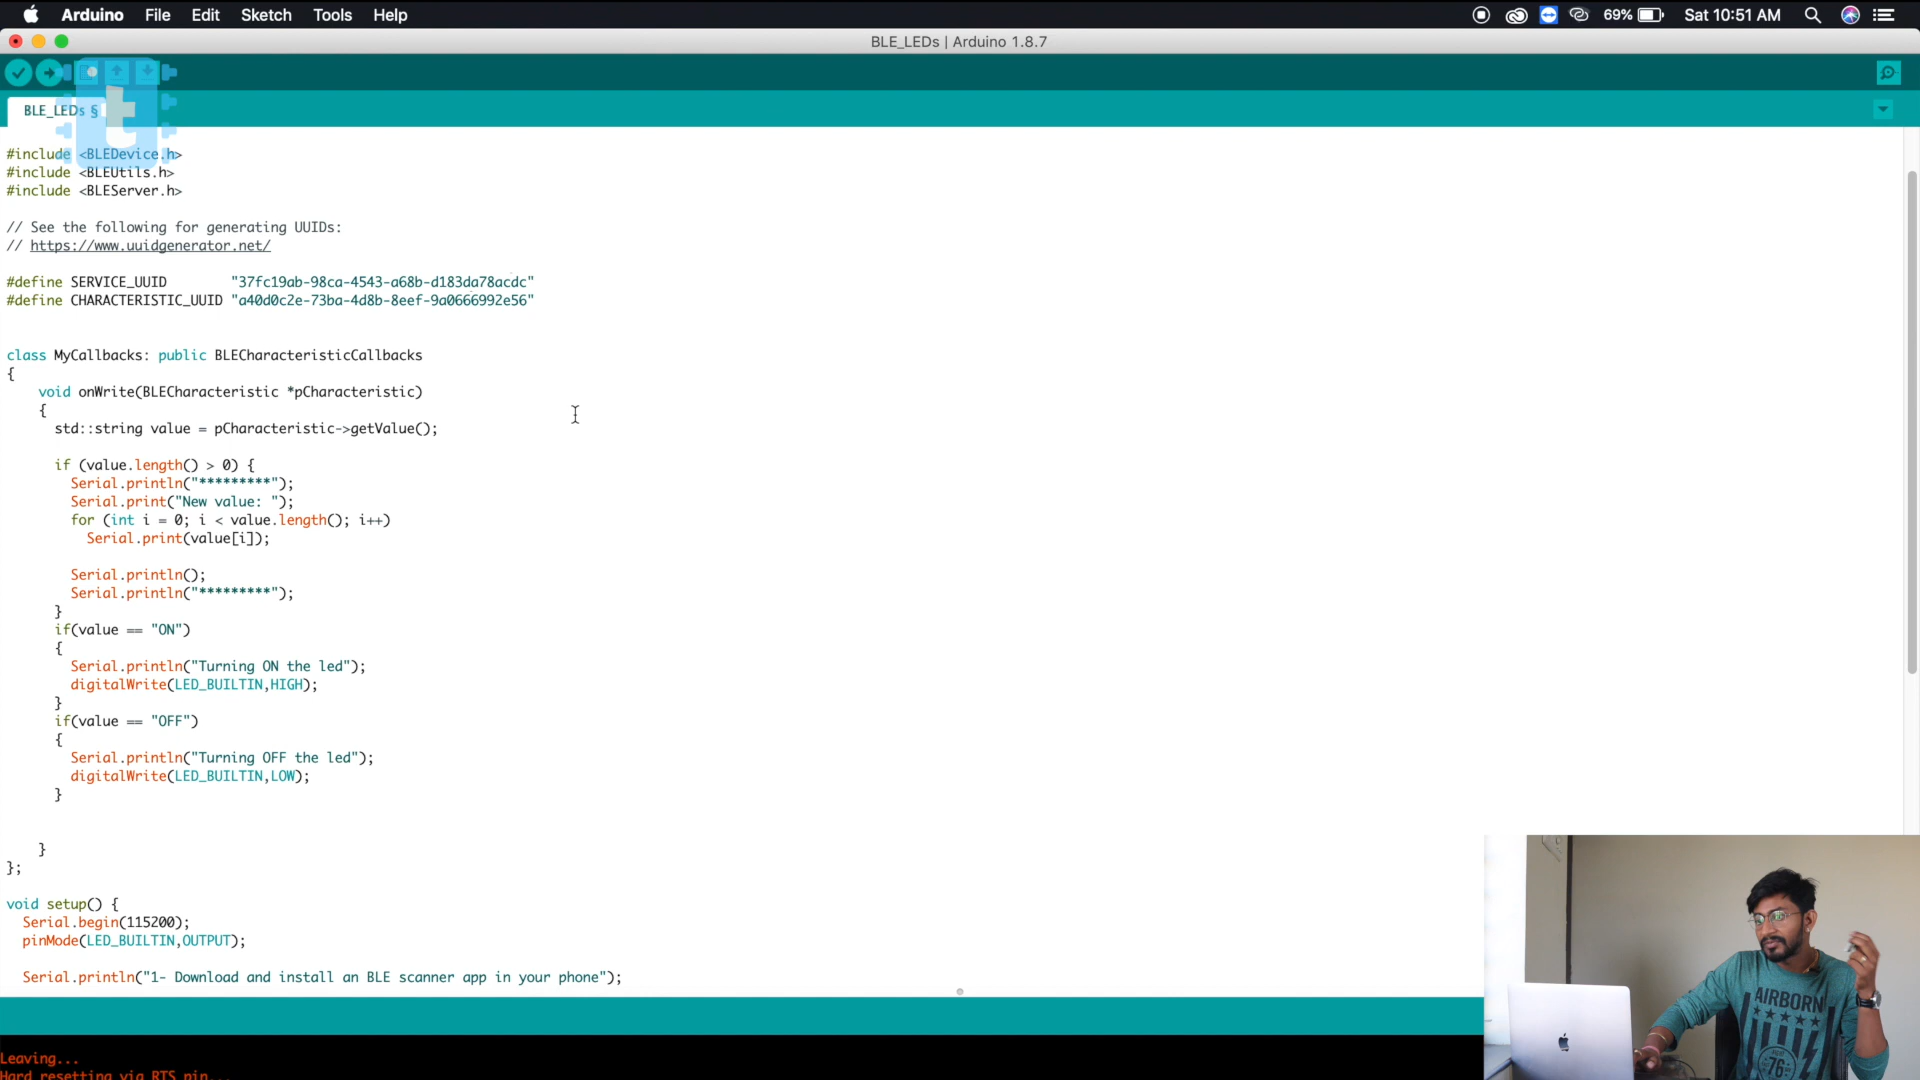 Arduino File Edit Sketch Tools Help 69% Sat 10:51 AM
BLE_LEDs | Arduino 1.8.7
BLE_LEDs §
t
#include <BLEDevice.h>
#include <BLEUtils.h>
#include <BLEServer.h>
// See the following for generating UUIDs:
// https://www.uuidgenerator.net/
#define SERVICE_UUID "37fc19ab-98ca-4543-a68b-d183da78acdc"
#define CHARACTERISTIC_UUID "a40d0c2e-73ba-4d8b-8eef-9a0666992e56"
class MyCallbacks: public BLECharacteristicCallbacks
{
void onWrite(BLECharacteristic *pCharacteristic)
{
std::string value = pCharacteristic->getValue();
if (value.length() > 0) {
Serial.println("*********");
Serial.print("New value: ");
for (int i = 0; i < value.length(); i++)
Serial.print(value[i]);
Serial.println();
Serial.println("*********");
}
if(value == "ON")
{
Serial.println("Turning ON the led");
digitalWrite(LED_BUILTIN,HIGH);
}
if(value == "OFF")
{
Serial.println("Turning OFF the led");
digitalWrite(LED_BUILTIN,LOW);
}
}
};
void setup() {
Serial.begin(115200);
pinMode(LED_BUILTIN,OUTPUT);
Serial.println("1- Download and install an BLE scanner app in your phone");
Leaving...
Hard resetting via RTS pin...
AIRBORN
76